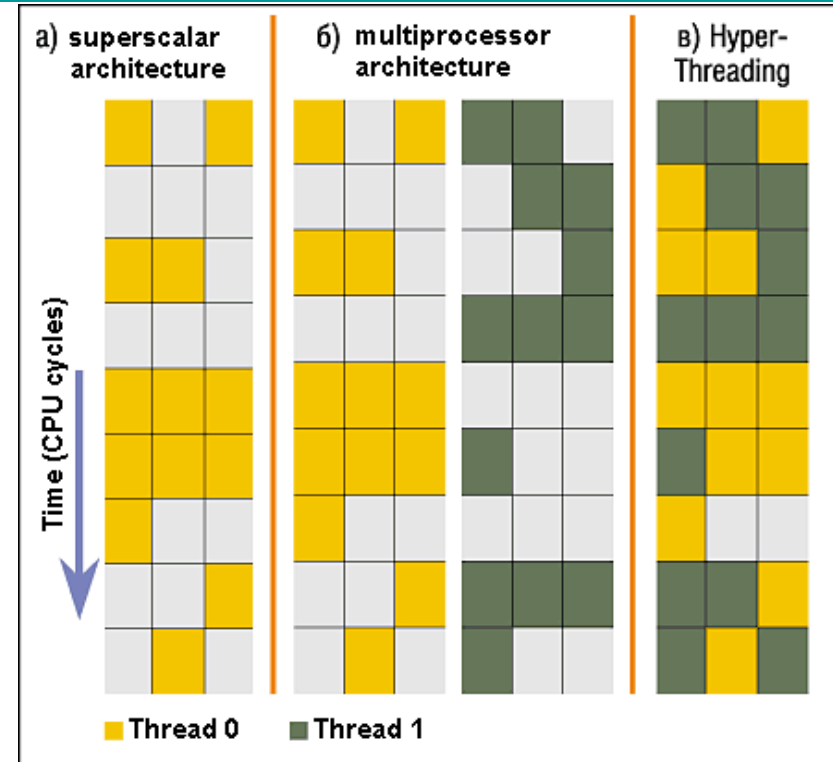 а) superscalar
architecture
б) multiprocessor
architecture
в) Hyper-
Threading
Time (CPU cycles)
Thread 0
Thread 1